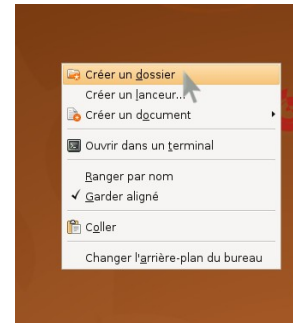 Créer un dossier
Créer un lanceur...
Créer un document
Ouvrir dans un terminal
Ranger par nom
Garder aligné
Coller
Changer l'arrière-plan du bureau